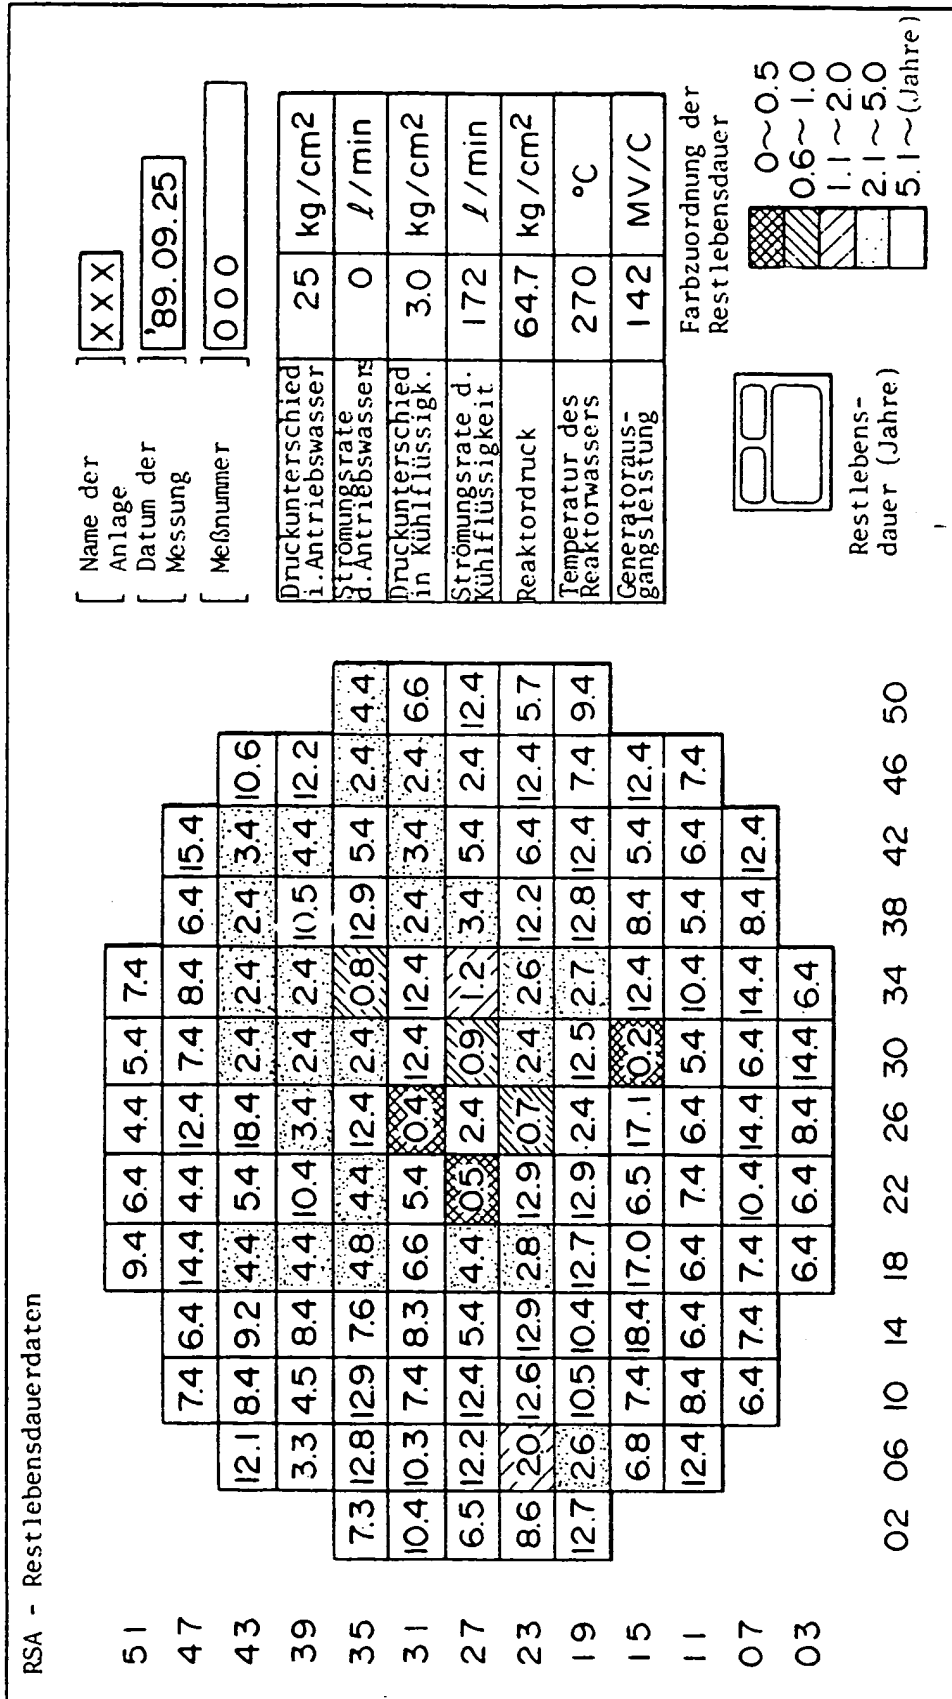 RSA - Restlebensdauerdaten
51 9.4 6.4 4.4 5.4 7.4
47 7.4 6.4 14.4 4.4 12.4 7.4 8.4 6.4 15.4
43 12.1 8.4 9.2 4.4 5.4 18.4 2.4 2.4 2.4 3.4 10.6
39 3.3 4.5 8.4 4.4 10.4 3.4 2.4 2.4 10.5 4.4 12.2
35 7.3 12.8 12.9 7.6 4.8 4.4 12.4 2.4 0.8 12.9 5.4 2.4 4.4
31 10.4 10.3 7.4 8.3 6.6 5.4 0.4 12.4 12.4 2.4 3.4 2.4 6.6
27 6.5 12.2 12.4 5.4 4.4 0.5 2.4 0.9 1.2 3.4 5.4 2.4 12.4
23 8.6 2.0 12.6 12.9 2.8 12.9 0.7 2.4 2.6 12.2 6.4 12.4 5.7
19 12.7 2.6 10.5 10.4 12.7 12.9 2.4 12.5 2.7 12.8 12.4 7.4 9.4
15 6.8 7.4 18.4 17.0 6.5 17.1 0.2 12.4 8.4 5.4 12.4
11 12.4 8.4 6.4 6.4 7.4 6.4 5.4 10.4 5.4 6.4 7.4
07 6.4 7.4 7.4 10.4 14.4 6.4 14.4 8.4 12.4
03 6.4 6.4 8.4 14.4 6.4
02 06 10 14 18 22 26 30 34 38 42 46 50
[ Name der
Anlage ] XXX
[ Datum der
Messung ] '89.09.25
[ Meßnummer ] 000
Druckunterschied
i.Antriebswasser 25 kg/cm2
Strömungsrate
d.Antriebswassers 0 ℓ/min
Druckunterschied
in Kühlflüssigk. 3.0 kg/cm2
Strömungsrate d.
Kühlflüssigkeit 172 ℓ/min
Reaktordruck 64.7 kg/cm2
Temperatur des
Reaktorwassers 270 °C
Generatoraus-
gangsleistung 142 MV/C
Farbzuordnung der
Restlebensdauer
0~0.5
0.6~1.0
1.1~2.0
2.1~5.0
5.1~(Jahre)
Restlebens-
dauer (Jahre)